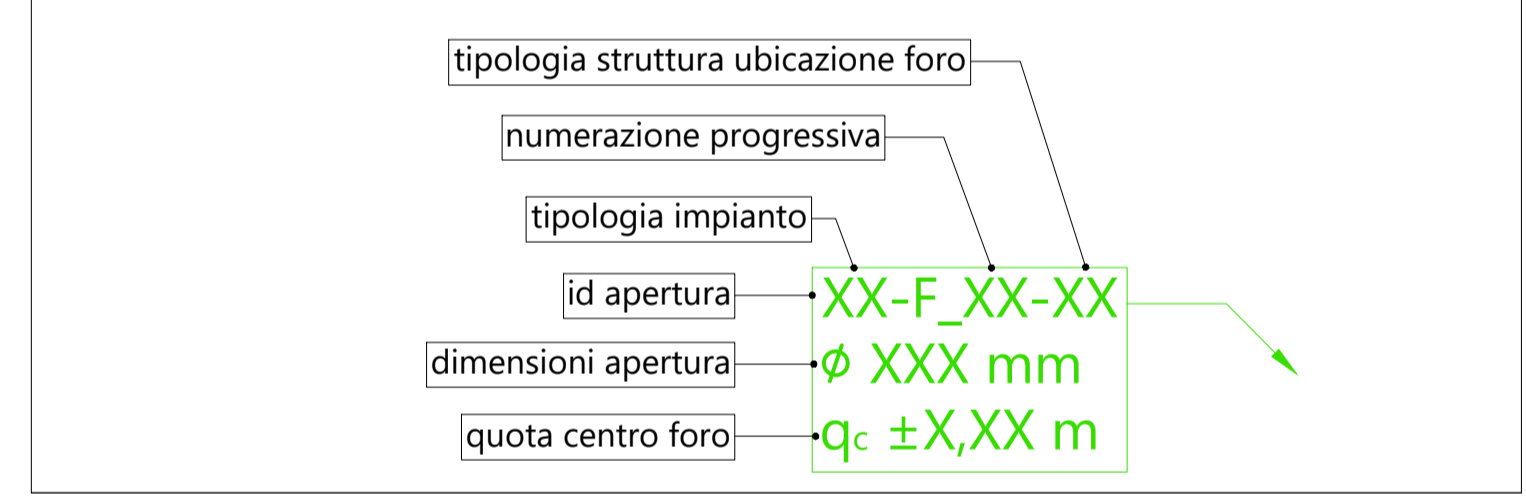 tipologia struttura ubicazione foro
numerazione progressiva
tipologia impianto
id apertura
XX-F_XX-XX
dimensioni apertura
ϕ XXX mm
quota centro foro
qc ±X,XX m